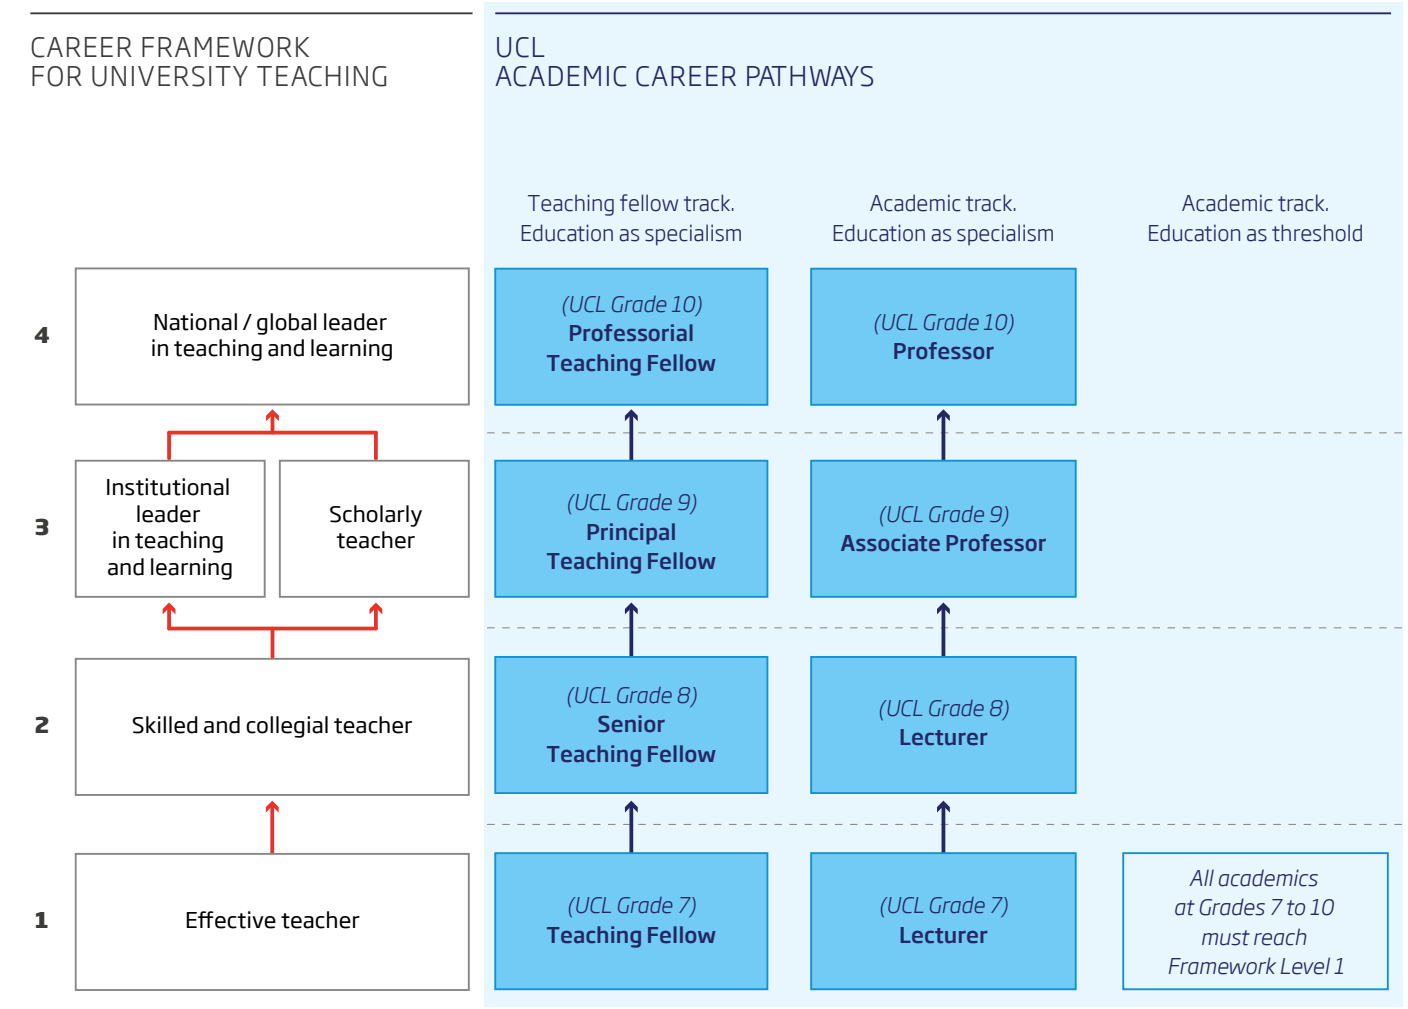 CAREER FRAMEWORK
FOR UNIVERSITY TEACHING
UCL
ACADEMIC CAREER PATHWAYS
Teaching fellow track.
Education as specialism
Academic track.
Education as specialism
Academic track.
Education as threshold
4
National / global leader
in teaching and learning
(UCL Grade 10)
Professorial
Teaching Fellow
(UCL Grade 10)
Professor
3
Institutional
leader
in teaching
and learning
Scholarly
teacher
(UCL Grade 9)
Principal
Teaching Fellow
(UCL Grade 9)
Associate Professor
2
Skilled and collegial teacher
(UCL Grade 8)
Senior
Teaching Fellow
(UCL Grade 8)
Lecturer
1
Effective teacher
(UCL Grade 7)
Teaching Fellow
(UCL Grade 7)
Lecturer
All academics
at Grades 7 to 10
must reach
Framework Level 1